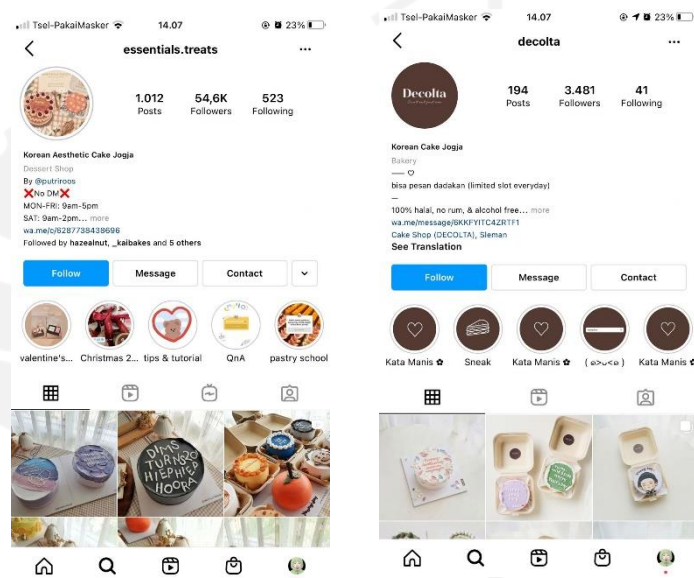 Tsel-PakaiMasker 14.07 23%
essentials.treats
1.012 54,6K 523
Posts Followers Following
Korean Aesthetic Cake Jogja
Dessert Shop
By @putriroos
❌No DM❌
MON-FRI: 9am-5pm
SAT: 9am-2pm... more
wa.me/c/6287738438696
Followed by hazeainut, _kaibakes and 5 others
Follow Message Contact
valentine's... Christmas 2... tips & tutorial QnA pastry school
DIMS
TURN20
HIEPHIEP
HOORA
Tsel-PakaiMasker 14.07 23%
decolta
Decolta
194 3.481 41
Posts Followers Following
Korean Cake Jogja
Bakery
— ♡
bisa pesan dadakan (limited slot everyday)
—
100% halal, no rum, & alcohol free... more
wa.me/message/6KKFYITC4ZRTF1
Cake Shop (DECOLTA), Sleman
See Translation
Follow Message Contact
Kata Manis ✿ Sneak Kata Manis ✿ (๑>ᴗ<๑) Kata Manis